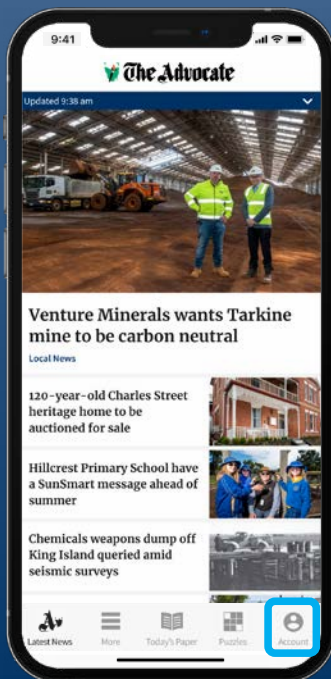 9:41
The Advocate
Updated 9:38 am
Venture Minerals wants Tarkine
mine to be carbon neutral
Local News
120-year-old Charles Street
heritage home to be
auctioned for sale
Hillcrest Primary School have
a SunSmart message ahead of
summer
Chemicals weapons dump off
King Island queried amid
seismic surveys
Latest News More Today's Paper Puzzles Account